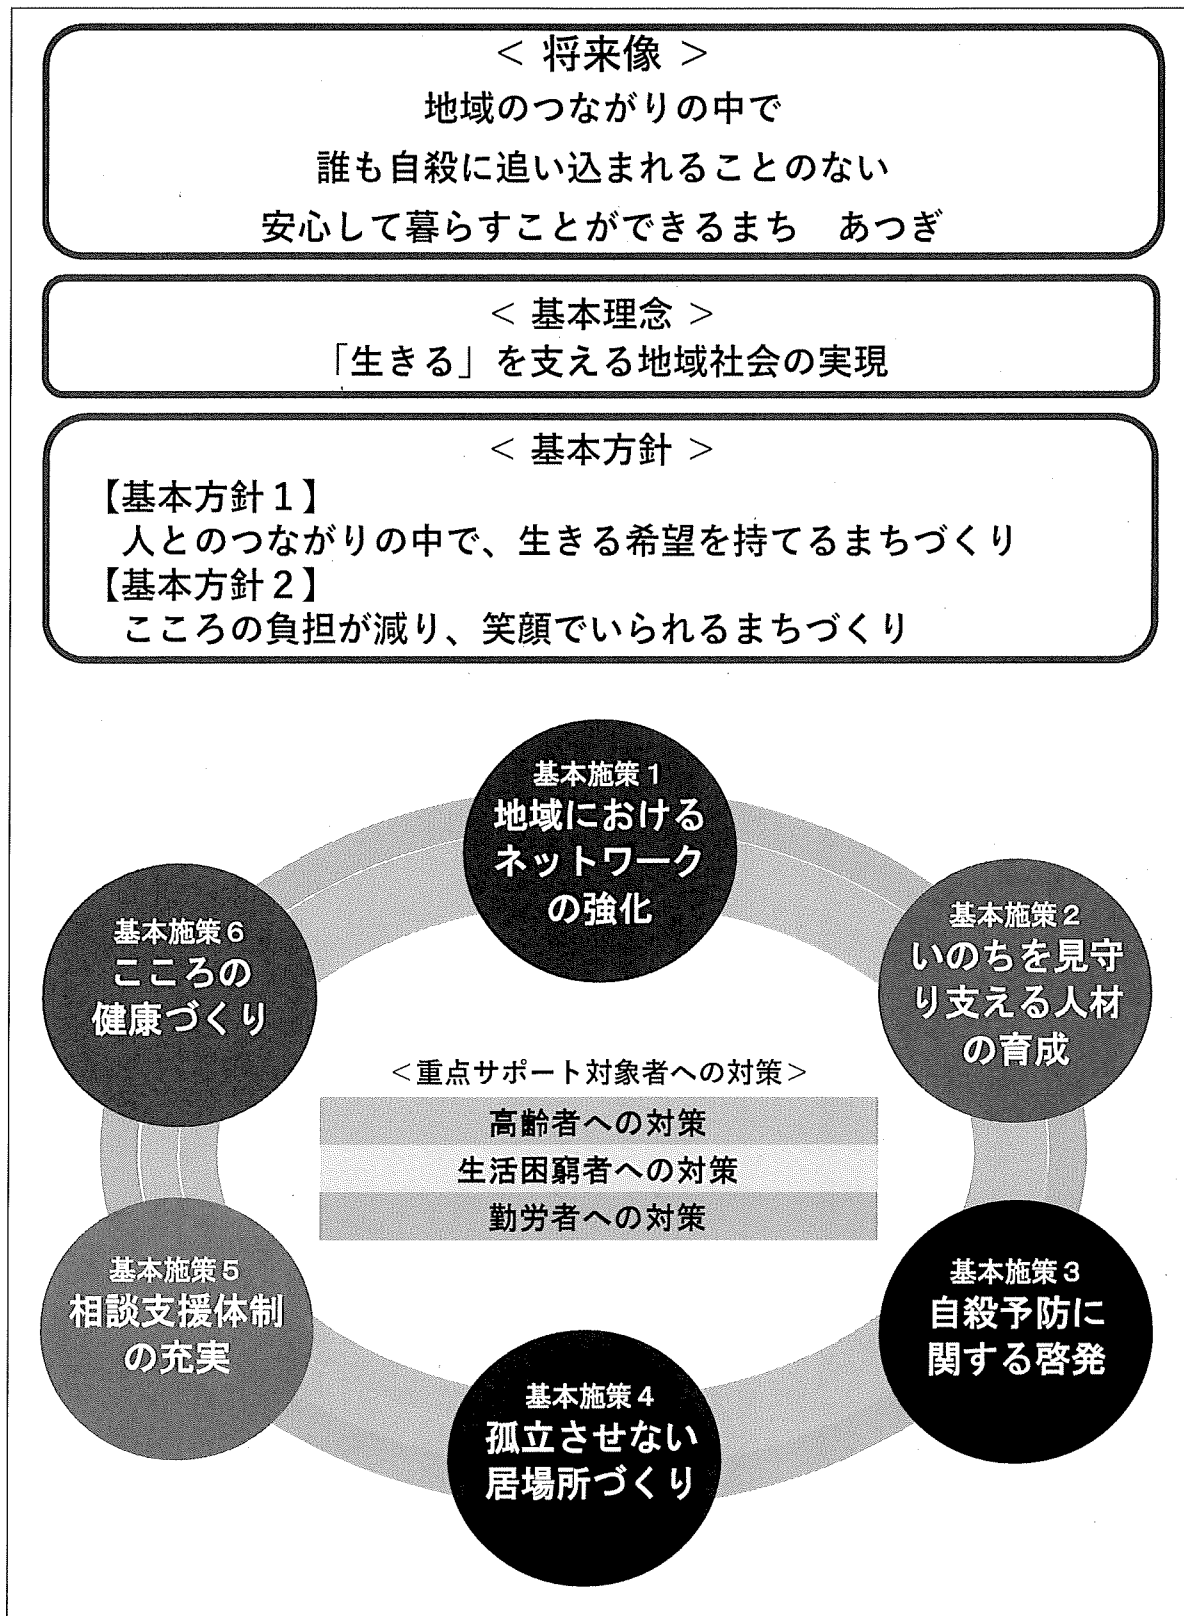 ＜ 将来像 ＞
地域のつながりの中で
誰も自殺に追い込まれることのない
安心して暮らすことができるまち　あつぎ
＜ 基本理念 ＞
「生きる」を支える地域社会の実現
＜ 基本方針 ＞
【基本方針１】
人とのつながりの中で、生きる希望を持てるまちづくり
【基本方針２】
こころの負担が減り、笑顔でいられるまちづくり
基本施策１
地域における
ネットワーク
の強化
基本施策２
いのちを見守
り支える人材
の育成
基本施策３
自殺予防に
関する啓発
基本施策４
孤立させない
居場所づくり
基本施策５
相談支援体制
の充実
基本施策６
こころの
健康づくり
＜重点サポート対象者への対策＞
高齢者への対策
生活困窮者への対策
勤労者への対策